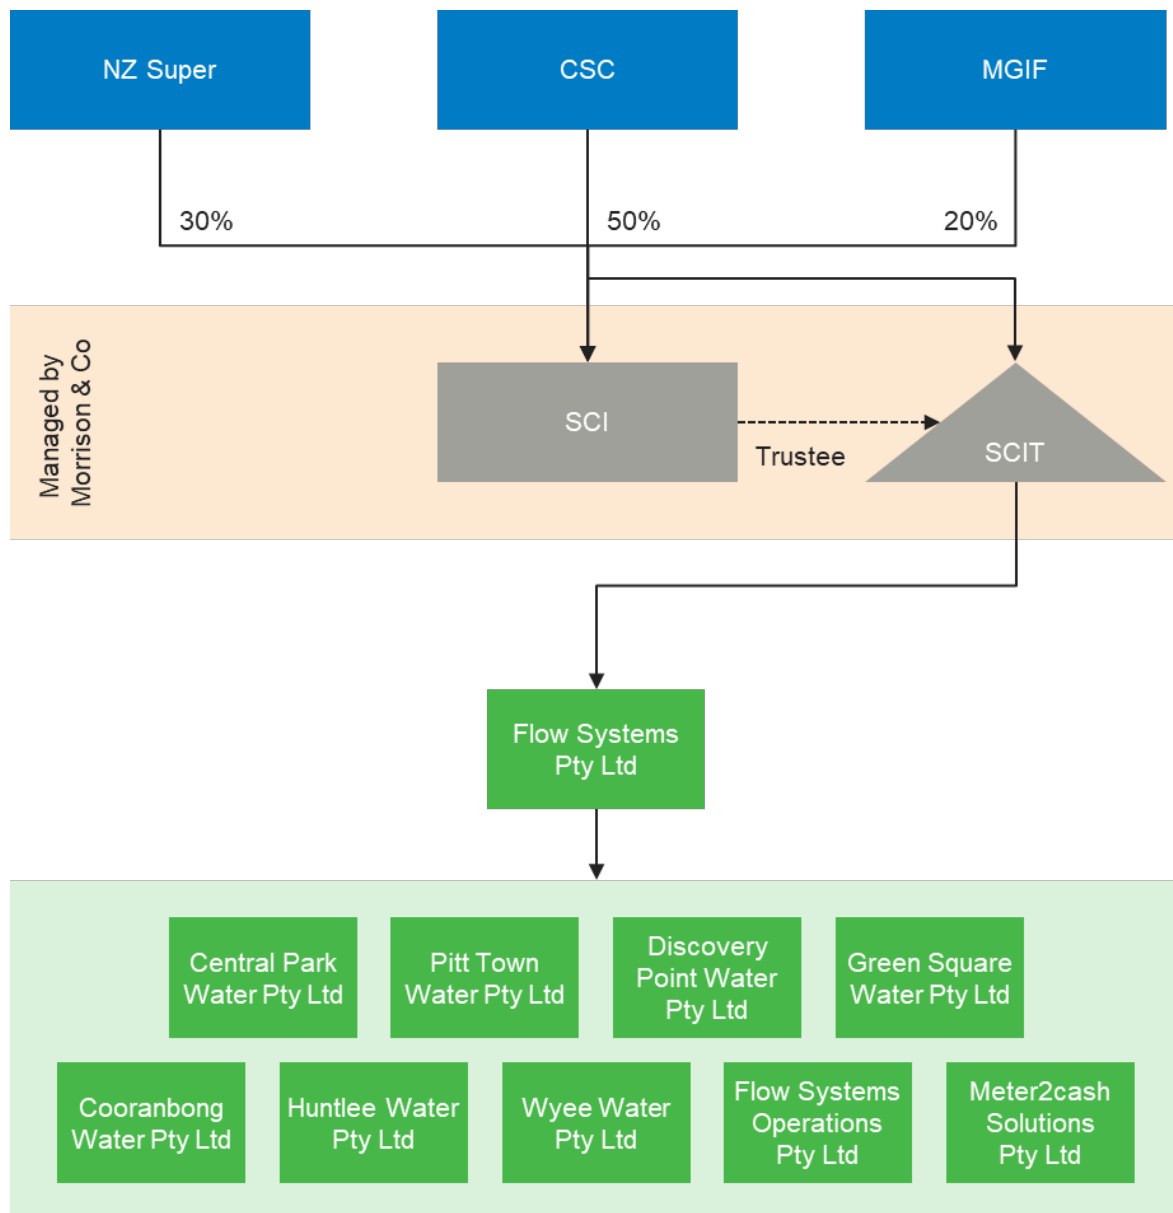 NZ Super
CSC
MGIF
30%
50%
20%
Managed by
Morrison & Co
SCI
Trustee
SCIT
Flow Systems
Pty Ltd
Central Park
Water Pty Ltd
Pitt Town
Water Pty Ltd
Discovery
Point Water
Pty Ltd
Green Square
Water Pty Ltd
Cooranbong
Water Pty Ltd
Huntlee Water
Pty Ltd
Wyee Water
Pty Ltd
Flow Systems
Operations
Pty Ltd
Meter2cash
Solutions
Pty Ltd